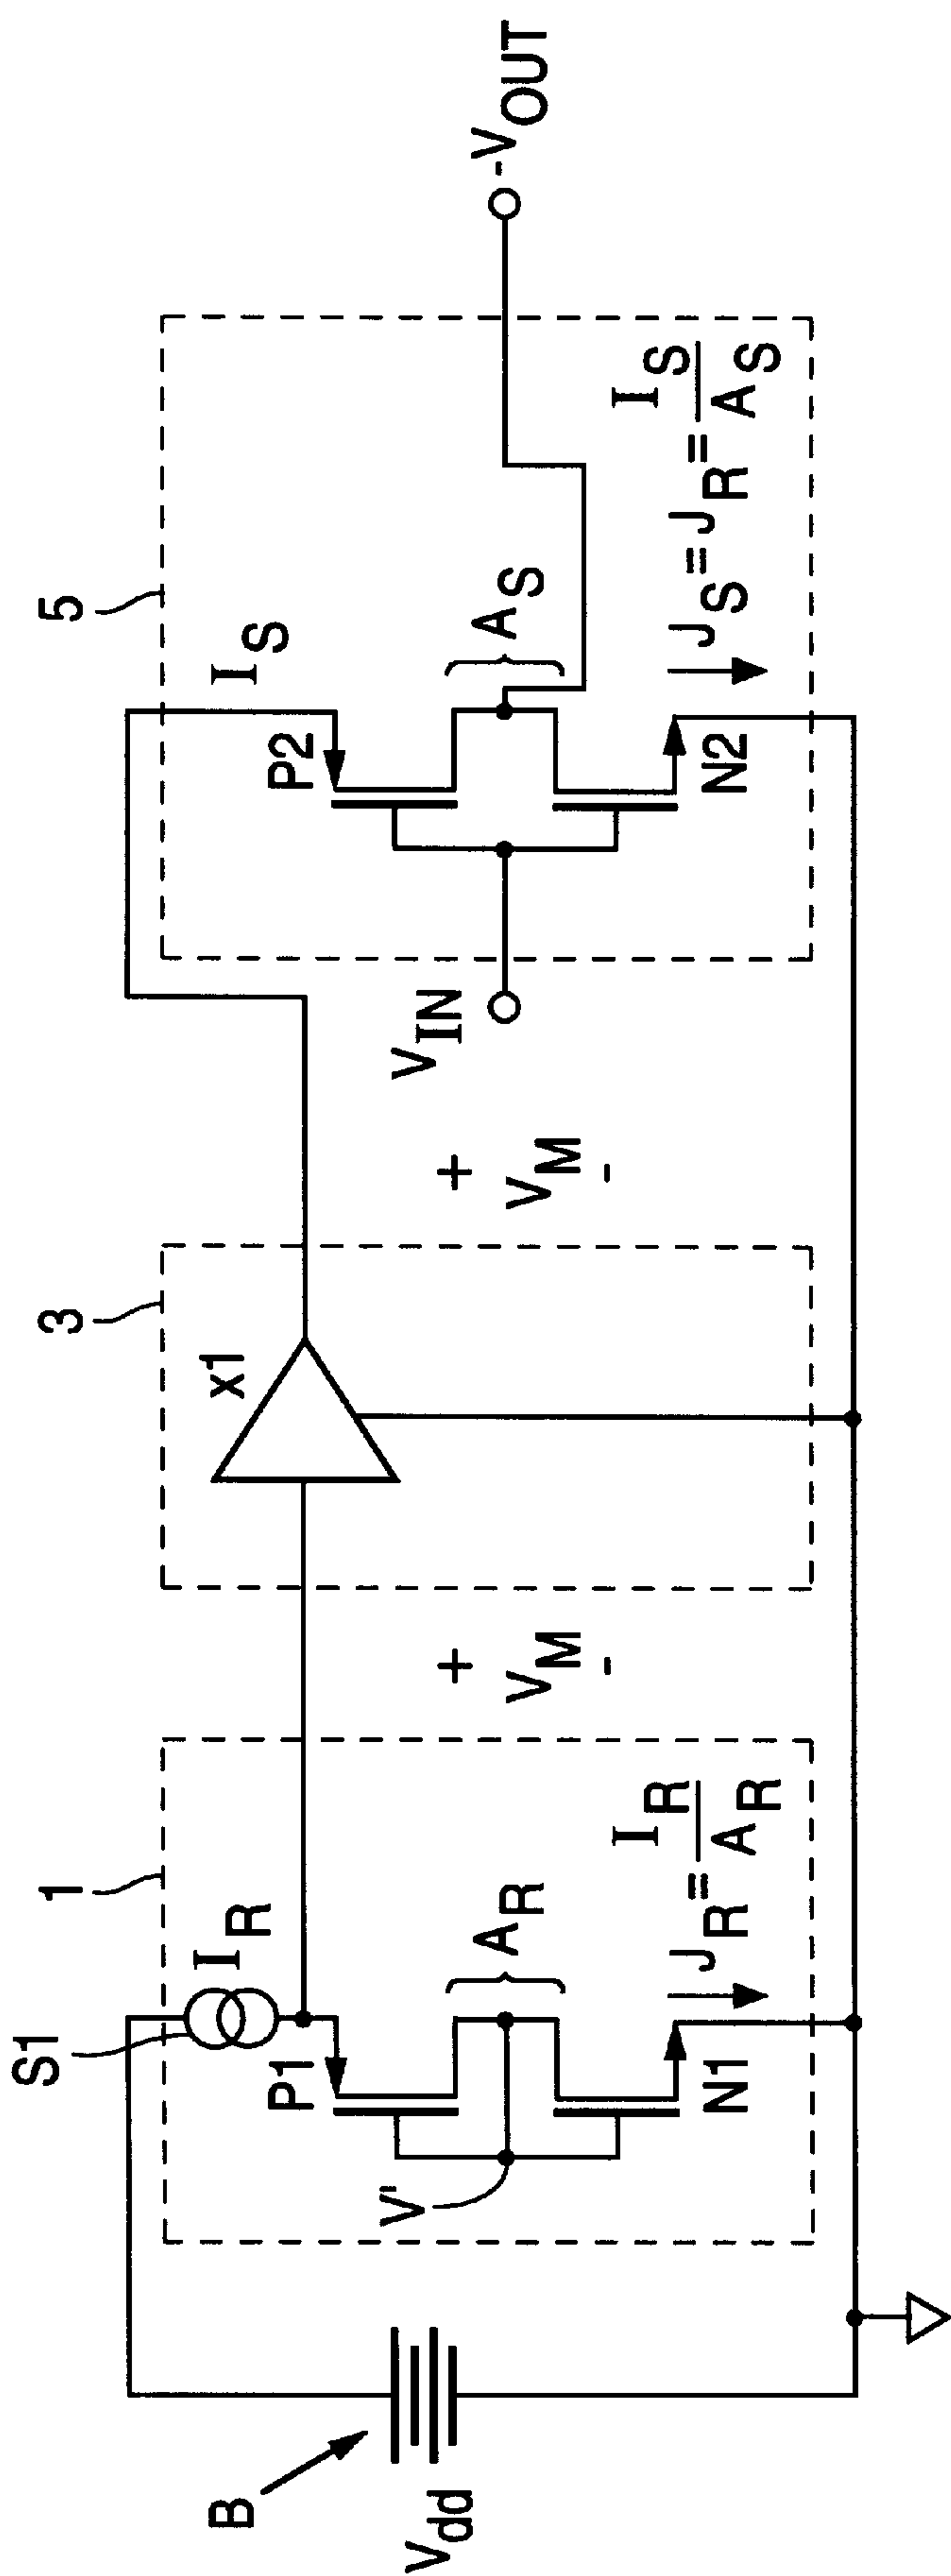 B
Vdd
S1
IR
1
P1
V'
AR
N1
JR = IR / AR
+
VM
-
3
x1
+
VM
-
VIN
5
IS
P2
AS
N2
JS = JR = IS / AS
-VOUT